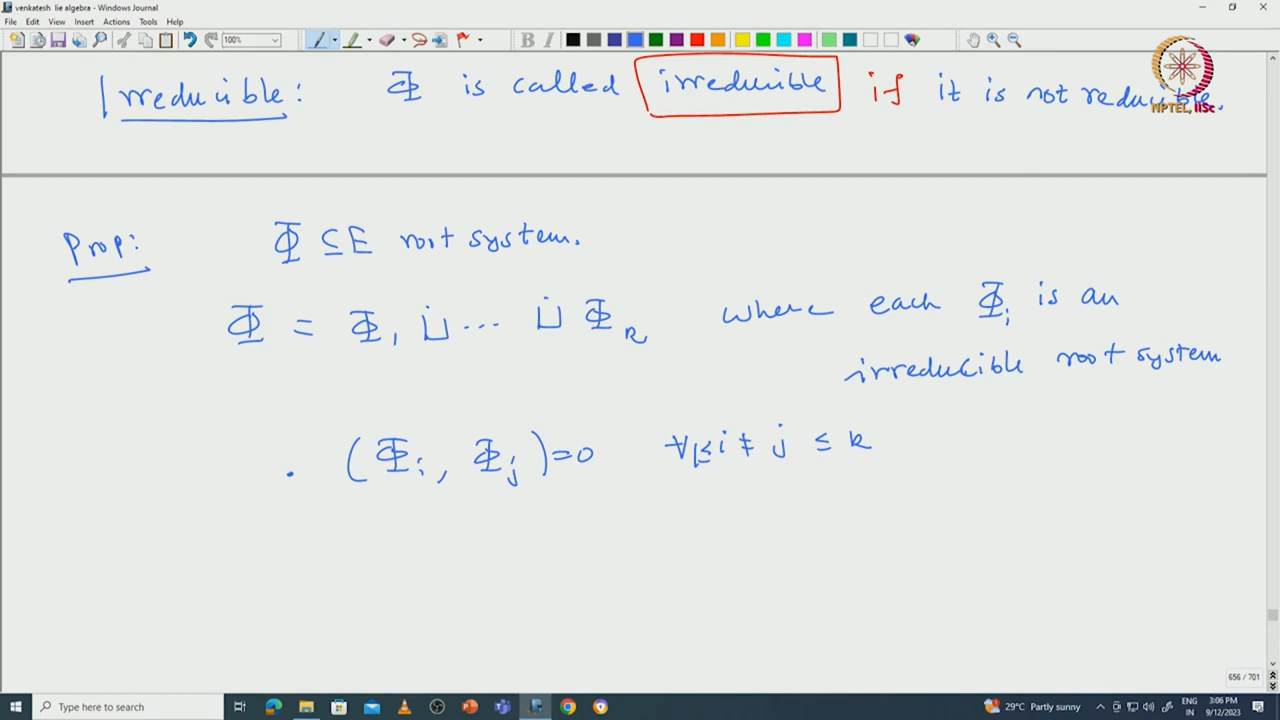 venkatesh lie algebra - Windows Journal
File Edit View Insert Actions Tools Help
100%
B I
Irreducible: Φ is called irreducible if it is not reducible.
NPTEL, IISc
Prop: Φ ⊆ E root system.
Φ = Φ₁ ⊔̇ ⋯ ⊔̇ Φₖ where each Φᵢ is an
irreducible root system
. (Φᵢ, Φⱼ) = 0 ∀ 1 ≤ i ≠ j ≤ k
656 / 701
Type here to search
29°C Partly sunny
ENG
IN
3:06 PM
9/12/2023